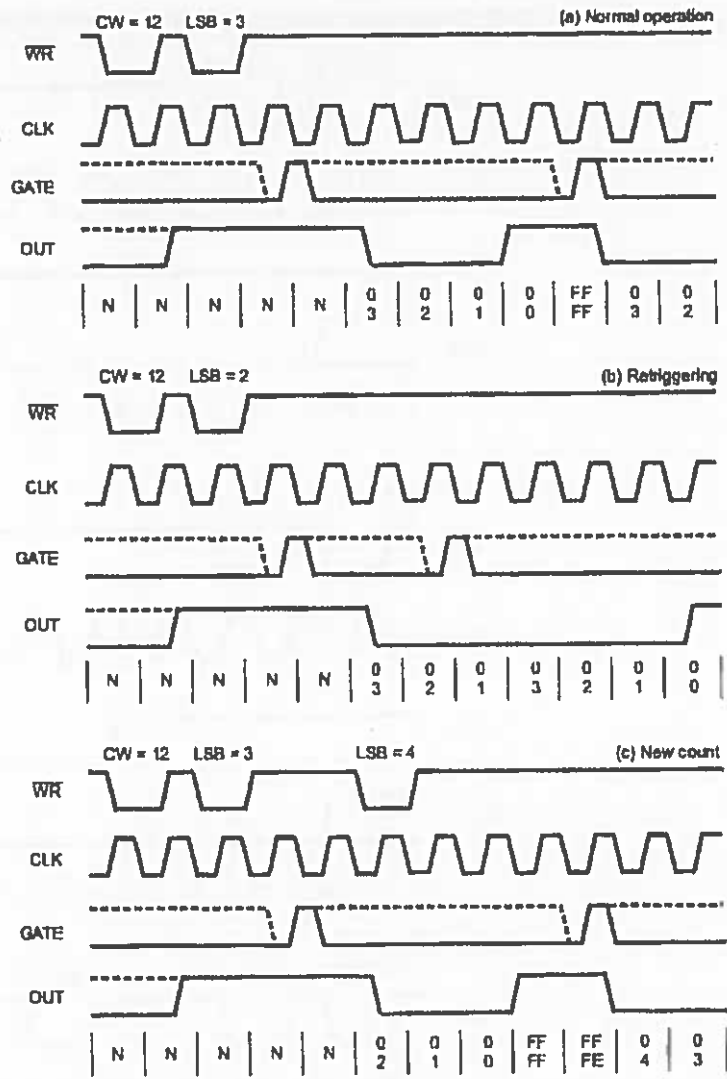 CW = 12 LSB = 3 (a) Normal operation
WR
CLK
GATE
OUT
N N N N N 0 0 0 0 FF 0 0
3 2 1 0 FF 3 2
CW = 12 LSB = 2 (b) Retriggering
WR
CLK
GATE
OUT
N N N N N 0 0 0 0 0 0 0
3 2 1 3 2 1 0
CW = 12 LSB = 3 LSB = 4 (c) New count
WR
CLK
GATE
OUT
N N N N N 0 0 0 FF FF 0 0
2 1 0 FF FE 4 3